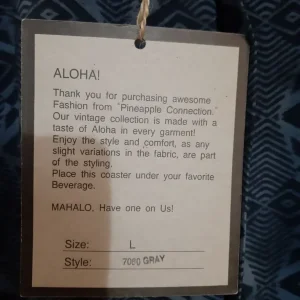 ALOHA!
Thank you for purchasing awesome
Fashion from "Pineapple Connection."
Our vintage collection is made with a
taste of Aloha in every garment!
Enjoy the style and comfort, as any
slight variations in the fabric, are part
of the styling.
Place this coaster under your favorite
Beverage.
MAHALO, Have one on Us!
Size: L
Style: 7000 GRAY